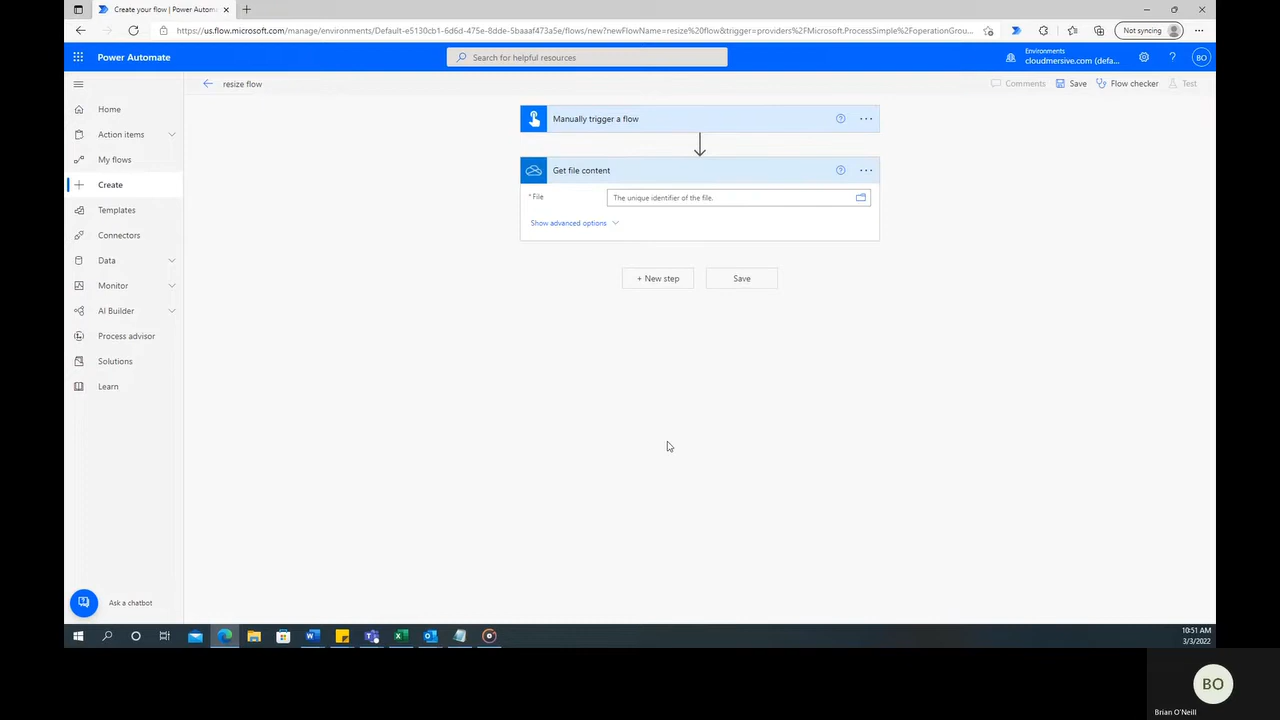 Create your flow | Power Automa
https://us.flow.microsoft.com/manage/environments/Default-e5130cb1-6d6d-475e-8dde-5baaaf473a5e/flows/new?newFlowName=resize%20flow&trigger=providers%2FMicrosoft.ProcessSimple%2FoperationGrou...
Not syncing
Power Automate
Search for helpful resources
Environments
cloudmersive.com (defa...
BO
resize flow
Comments
Save
Flow checker
Test
Home
Action items
My flows
Create
Templates
Connectors
Data
Monitor
AI Builder
Process advisor
Solutions
Learn
Ask a chatbot
Manually trigger a flow
Get file content
* File
The unique identifier of the file.
Show advanced options
+ New step
Save
10:51 AM
3/3/2022
BO
Brian O'Neill